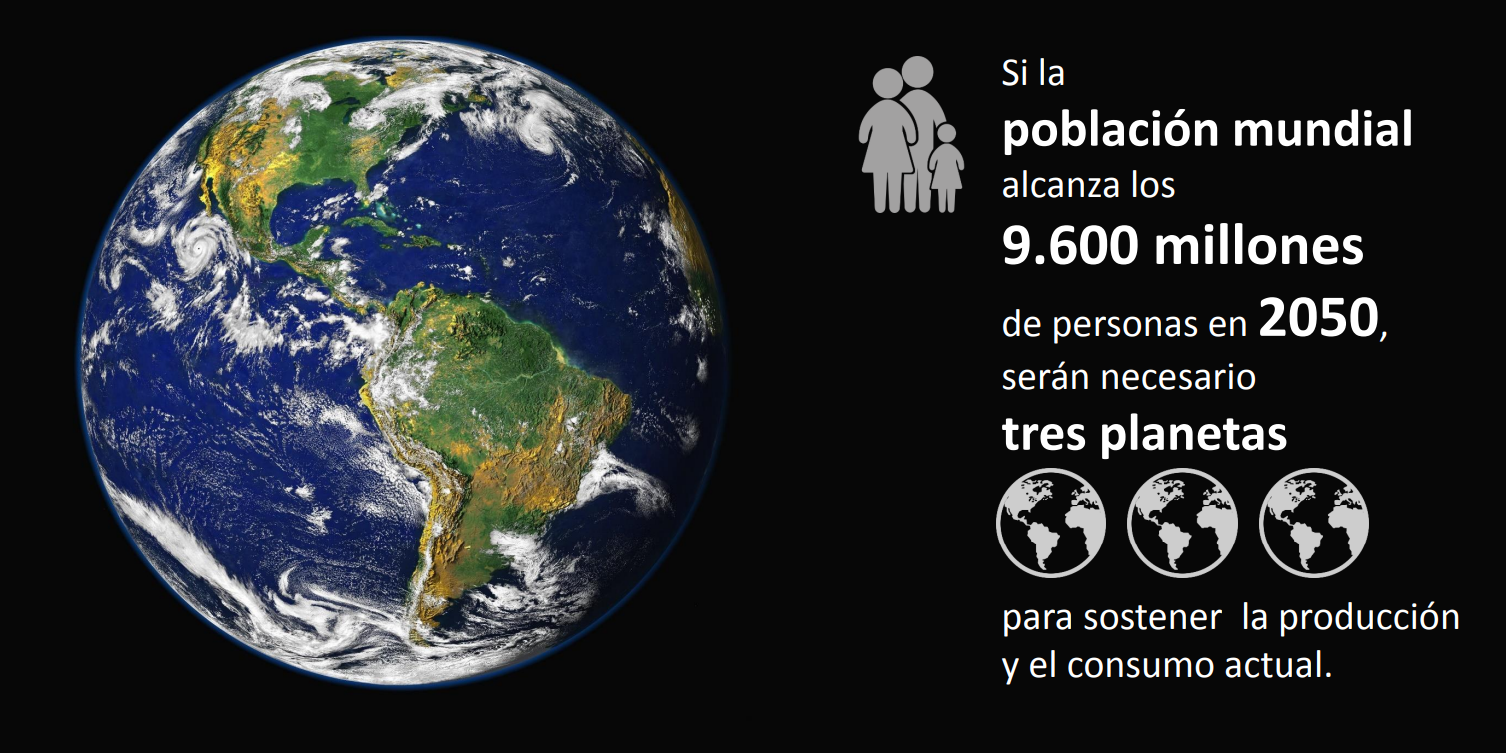 Si la
población mundial
alcanza los
9.600 millones
de personas en 2050,
serán necesario
tres planetas
para sostener  la producción
y el consumo actual.